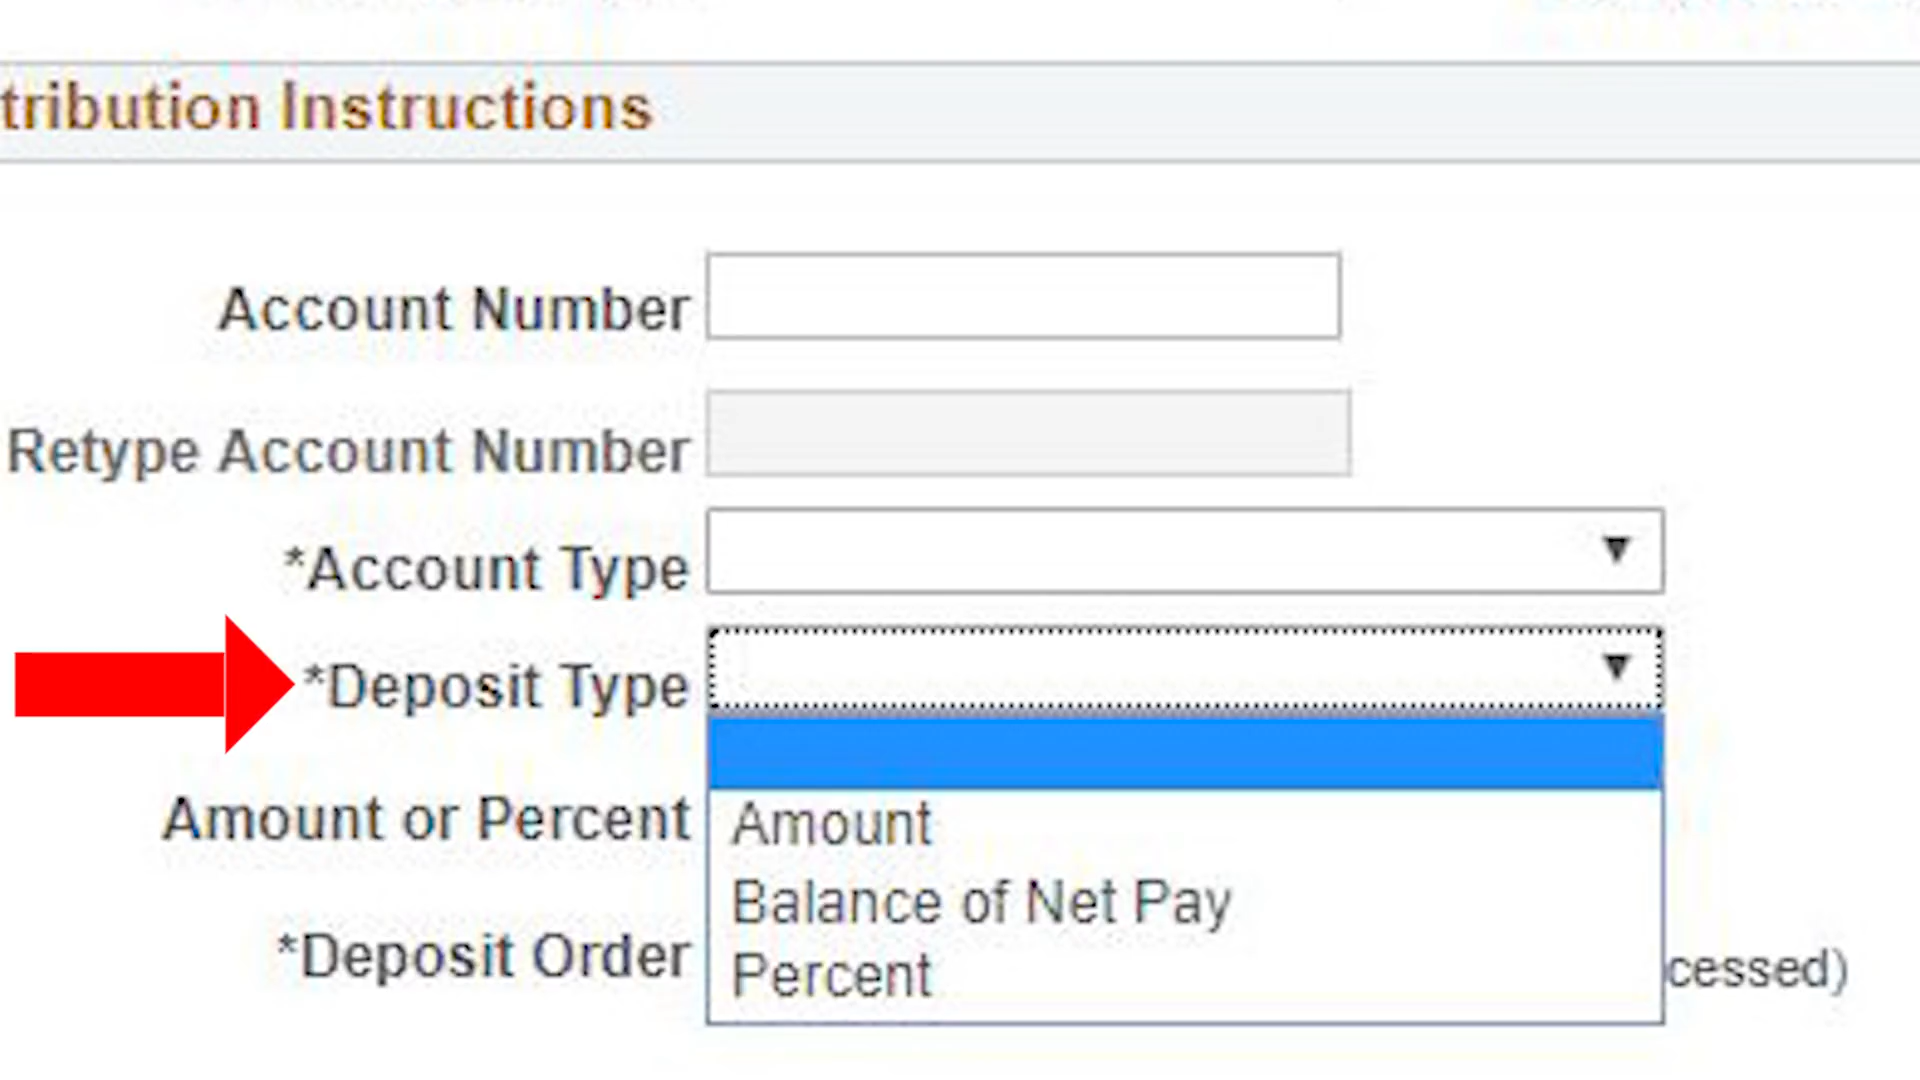 tribution Instructions
Account Number
Retype Account Number
*Account Type
*Deposit Type
Amount or Percent
Amount
Balance of Net Pay
*Deposit Order
Percent
cessed)